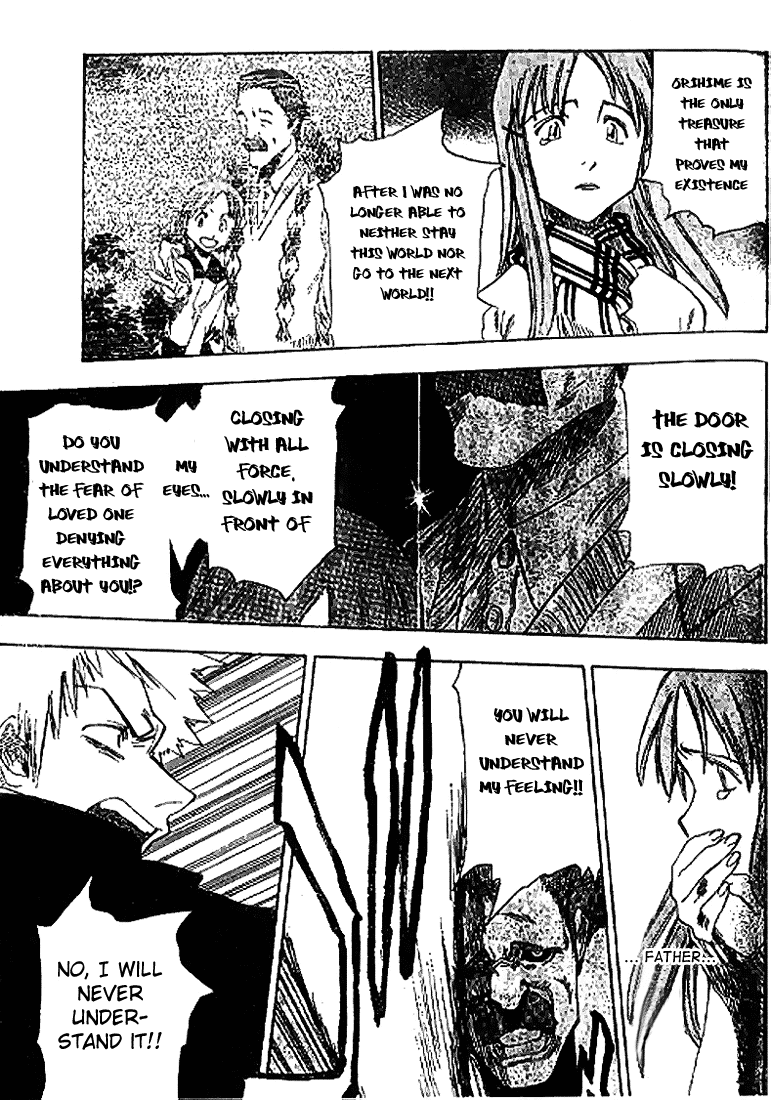 ORIHIME IS
THE ONLY
TREASURE
THAT
PROVES MY
EXISTENCE
AFTER I WAS NO
LONGER ABLE TO
NEITHER STAY
THIS WORLD NOR
GO TO THE NEXT
WORLD!!
THE DOOR
IS CLOSING
SLOWLY!
CLOSING
WITH ALL
FORCE,
SLOWLY IN
FRONT OF
MY
EYES...
DO YOU
UNDERSTAND
THE FEAR OF
LOVED ONE
DENYING
EVERYTHING
ABOUT YOU!?
... FATHER...
YOU WILL
NEVER
UNDERSTAND
MY FEELING!!
NO, I WILL
NEVER
UNDER-
STAND IT!!